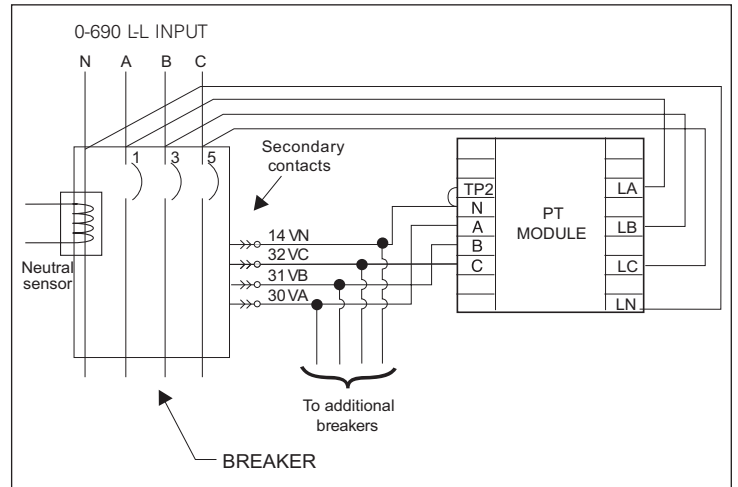 0-690 L-L INPUT
N A B C
1 3 5
Secondary
contacts
14 VN
32 VC
31 VB
30 VA
Neutral
sensor
TP2
N
A
B
C
PT
MODULE
LA
LB
LC
LN
To additional
breakers
BREAKER